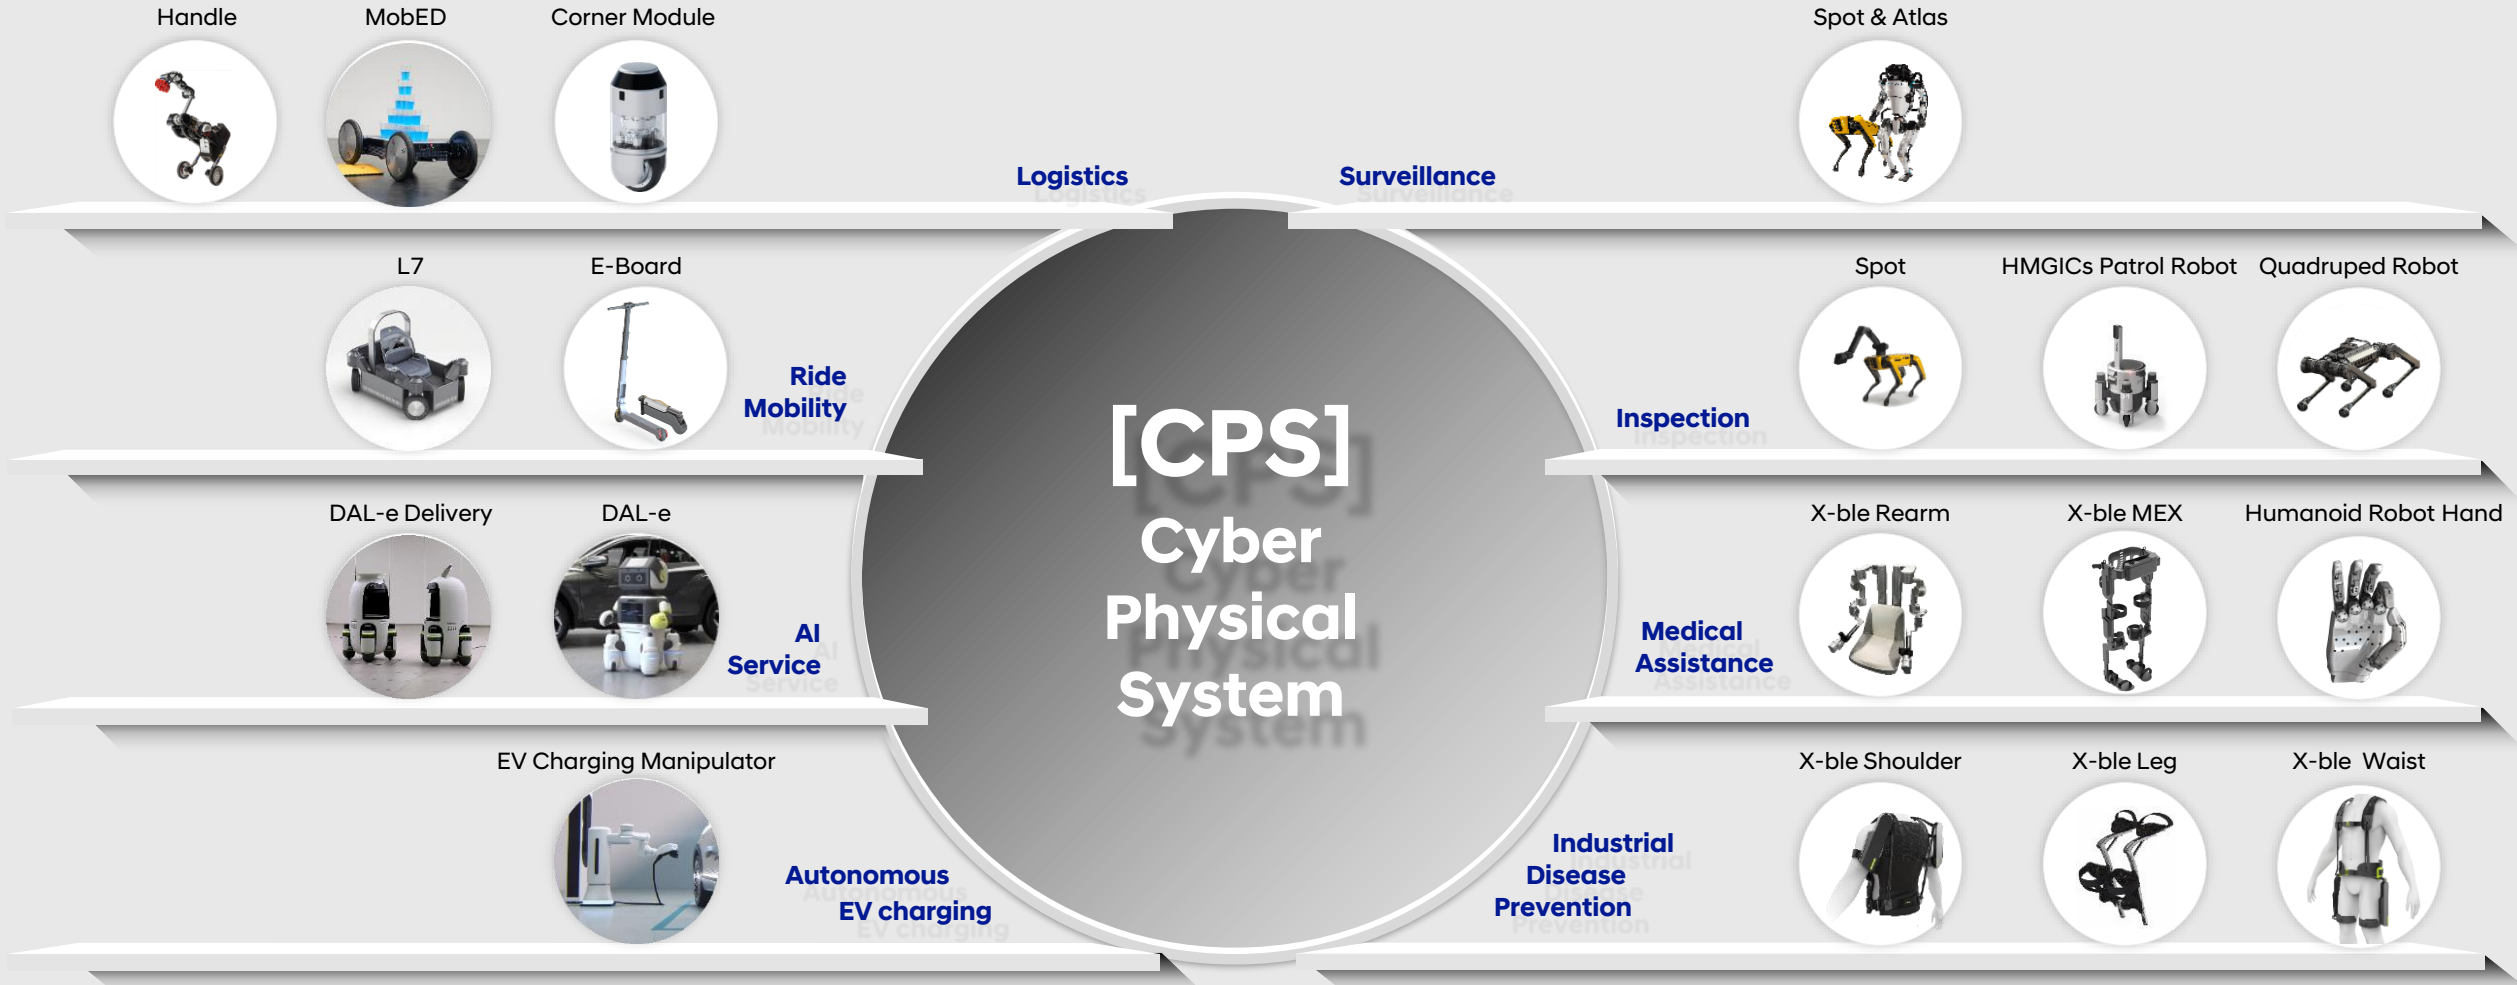 Handle
MobED
Corner Module
Spot & Atlas
Logistics
Surveillance
L7
E-Board
Spot
HMGICs Patrol Robot
Quadruped Robot
Ride
Mobility
Inspection
[CPS]
Cyber
Physical
System
DAL-e Delivery
DAL-e
X-ble Rearm
X-ble MEX
Humanoid Robot Hand
AI
Service
Medical
Assistance
EV Charging Manipulator
X-ble Shoulder
X-ble Leg
X-ble Waist
Autonomous
EV charging
Industrial
Disease
Prevention